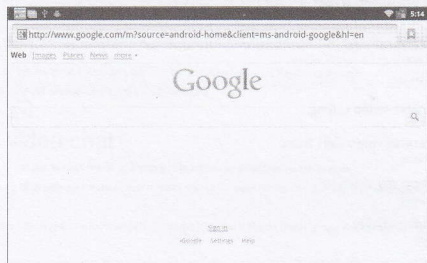 5:14
http://www.google.com/m?source=android-home&client=ms-android-google&hl=en
Web Images Places News more
Google
Sign in
iGoogle Settings Help